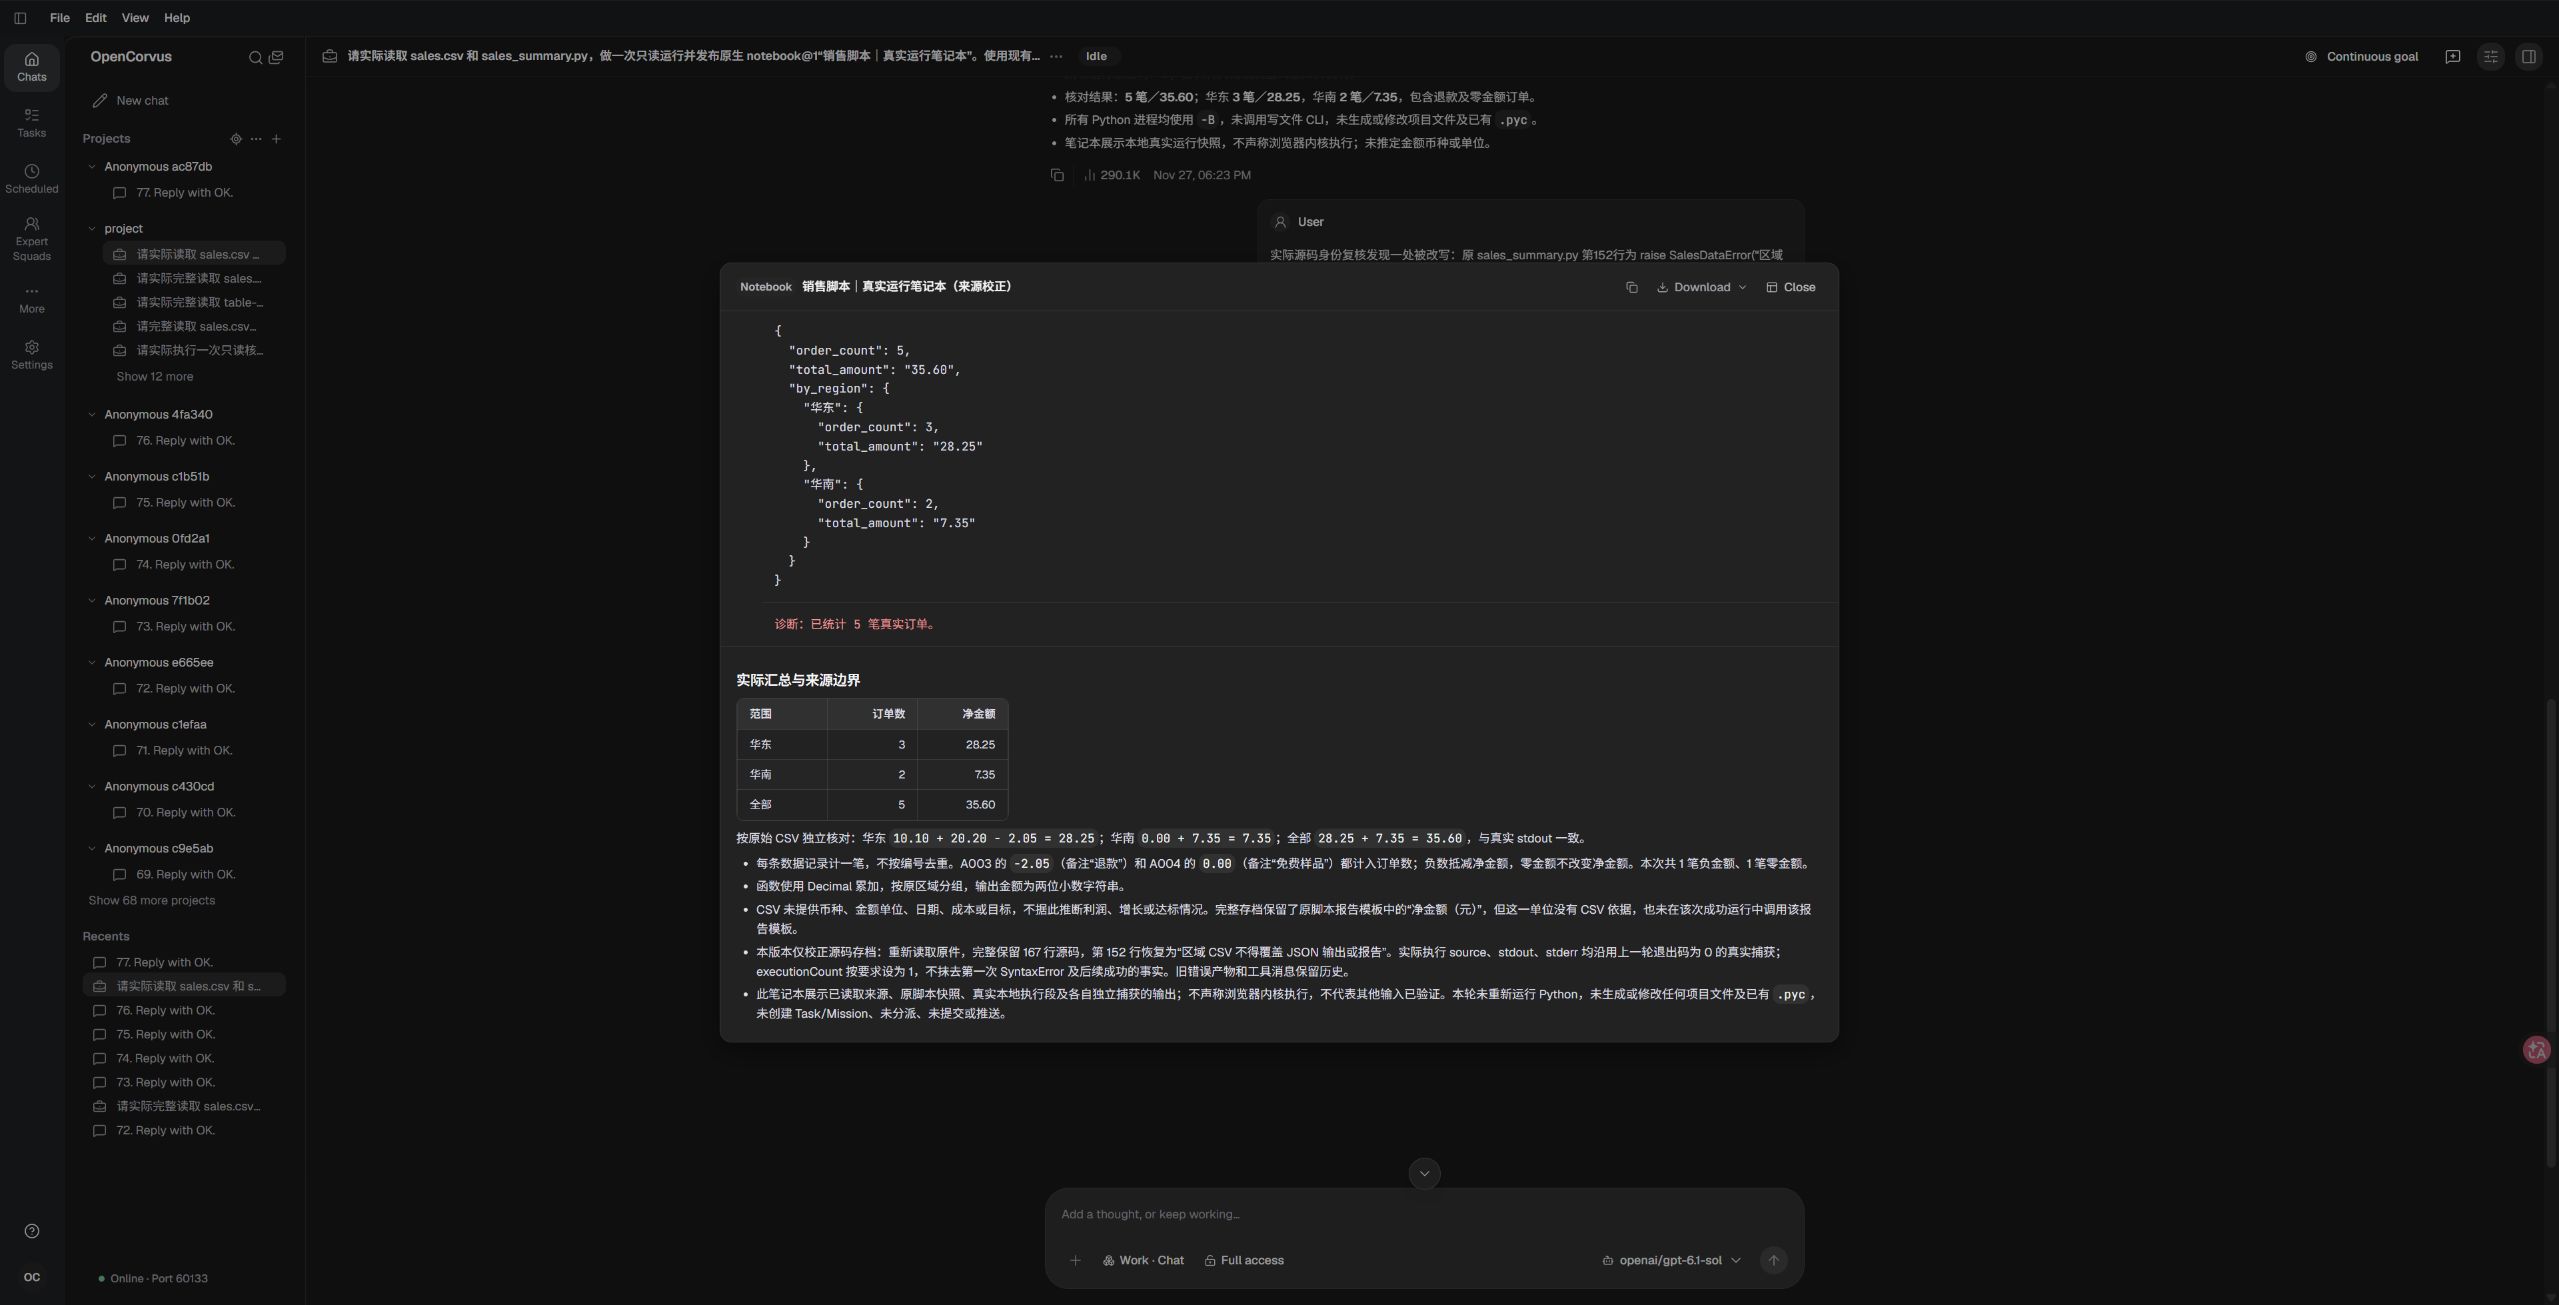 File Edit View Help
Chats
Tasks
Scheduled
Expert
Squads
More
Settings
OC
OpenCorvus
New chat
Projects
Anonymous ac87db
77. Reply with OK.
project
请实际读取 sales.csv ...
请实际完整读取 sales....
请实际完整读取 table-...
请完整读取 sales.csv...
请实际执行一次只读核...
Show 12 more
Anonymous 4fa340
76. Reply with OK.
Anonymous c1b51b
75. Reply with OK.
Anonymous 0fd2a1
74. Reply with OK.
Anonymous 7f1b02
73. Reply with OK.
Anonymous e665ee
72. Reply with OK.
Anonymous c1efaa
71. Reply with OK.
Anonymous c430cd
70. Reply with OK.
Anonymous c9e5ab
69. Reply with OK.
Show 68 more projects
Recents
77. Reply with OK.
请实际读取 sales.csv 和 s...
76. Reply with OK.
75. Reply with OK.
74. Reply with OK.
73. Reply with OK.
请实际完整读取 sales.csv...
72. Reply with OK.
Online · Port 60133
请实际读取 sales.csv 和 sales_summary.py，做一次只读运行并发布原生 notebook@1“销售脚本｜真实运行笔记本”。使用现有... ··· Idle
Continuous goal
• 核对结果：5 笔／35.60；华东 3 笔／28.25，华南 2 笔／7.35，包含退款及零金额订单。
• 所有 Python 进程均使用 -B ，未调用写文件 CLI，未生成或修改项目文件及已有 .pyc 。
• 笔记本展示本地真实运行快照，不声称浏览器内核执行；未推定金额币种或单位。
290.1K Nov 27, 06:23 PM
User
实际源码身份复核发现一处被改写：原 sales_summary.py 第152行为 raise SalesDataError("区域
Notebook 销售脚本｜真实运行笔记本（来源校正）
Download Close
{
"order_count": 5,
"total_amount": "35.60",
"by_region": {
"华东": {
"order_count": 3,
"total_amount": "28.25"
},
"华南": {
"order_count": 2,
"total_amount": "7.35"
}
}
}
诊断：已统计 5 笔真实订单。
实际汇总与来源边界
范围 订单数 净金额
华东 3 28.25
华南 2 7.35
全部 5 35.60
按原始 CSV 独立核对：华东 10.10 + 20.20 - 2.05 = 28.25；华南 0.00 + 7.35 = 7.35；全部 28.25 + 7.35 = 35.60，与真实 stdout 一致。
• 每条数据记录计一笔，不按编号去重。A003 的 -2.05（备注“退款”）和 A004 的 0.00（备注“免费样品”）都计入订单数；负数抵减净金额，零金额不改变净金额。本次共 1 笔负金额、1 笔零金额。
• 函数使用 Decimal 累加，按原区域分组，输出金额为两位小数字符串。
• CSV 未提供币种、金额单位、日期、成本或目标，不据此推断利润、增长或达标情况。完整存档保留了原脚本报告模板中的“净金额（元）”，但这一单位没有 CSV 依据，也未在该次成功运行中调用该报
告模板。
• 本版本仅校正源码存档：重新读取原件，完整保留 167 行源码，第 152 行恢复为“区域 CSV 不得覆盖 JSON 输出或报告”。实际执行 source、stdout、stderr 均沿用上一轮退出码为 0 的真实捕获；
executionCount 按要求设为 1，不抹去第一次 SyntaxError 及后续成功的事实。旧错误产物和工具消息保留历史。
• 此笔记本展示已读取来源、原脚本快照、真实本地执行段及各自独立捕获的输出；不声称浏览器内核执行，不代表其他输入已验证。本轮未重新运行 Python，未生成或修改任何项目文件及已有 .pyc ，
未创建 Task/Mission、未分派、未提交或推送。
Add a thought, or keep working...
Work · Chat Full access openai/gpt-6.1-sol